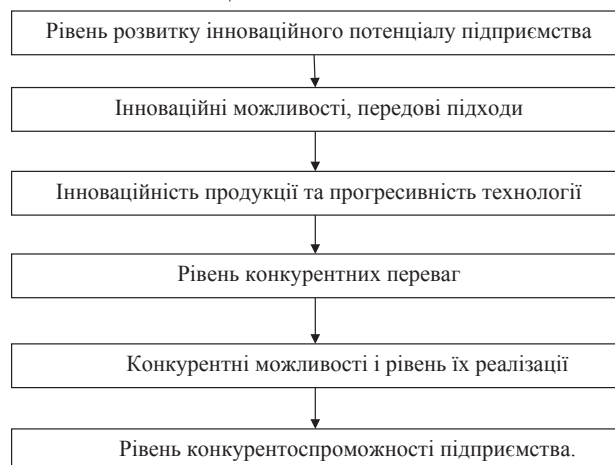 Рівень розвитку інноваційного потенціалу підприємства
Інноваційні можливості, передові підходи
Інноваційність продукції та прогресивність технології
Рівень конкурентних переваг
Конкурентні можливості і рівень їх реалізації
Рівень конкурентоспроможності підприємства.